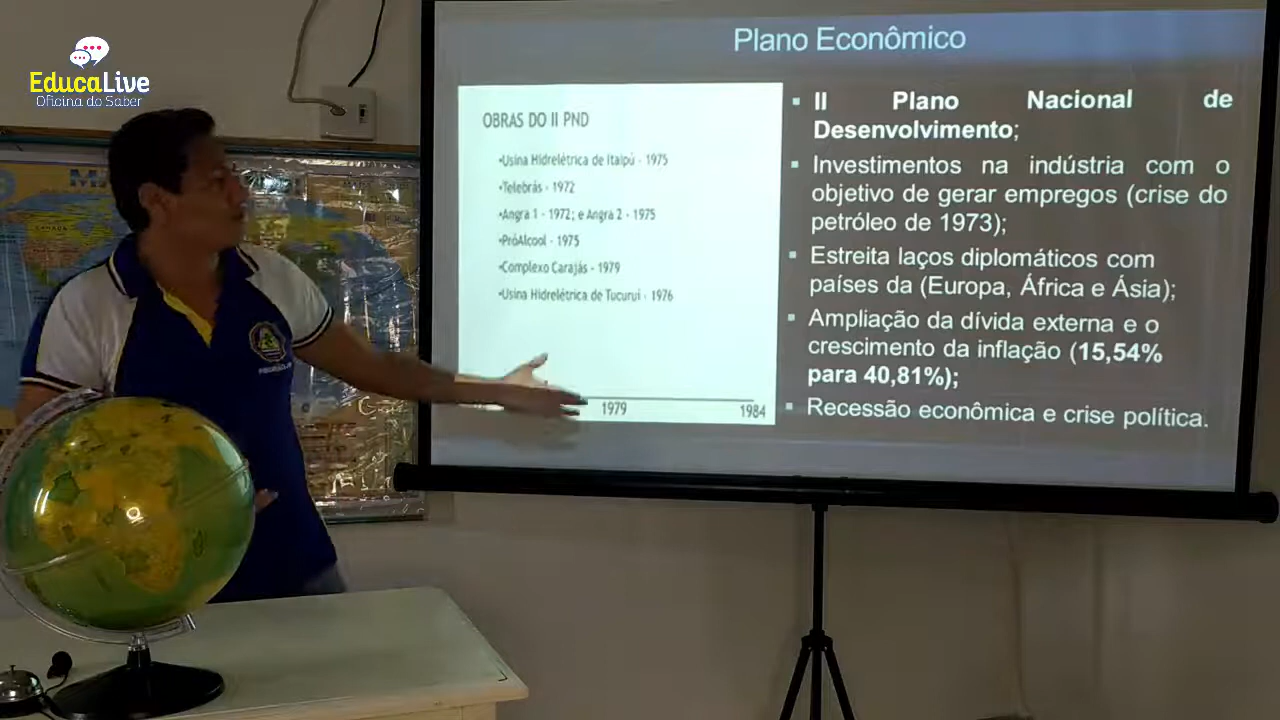 EducaLive
Oficina do Saber
Plano Econômico
OBRAS DO II PND
•Usina Hidrelétrica de Itaipú - 1975
•Telebrás - 1972
•Angra 1 - 1972; e Angra 2 - 1975
•PróAlcool - 1975
•Complexo Carajás - 1979
•Usina Hidrelétrica de Tucuruí - 1976
1979 1984
▪ II Plano Nacional de
Desenvolvimento;
▪ Investimentos na indústria com o
objetivo de gerar empregos (crise do
petróleo de 1973);
▪ Estreita laços diplomáticos com
países da (Europa, África e Ásia);
▪ Ampliação da dívida externa e o
crescimento da inflação (15,54%
para 40,81%);
▪ Recessão econômica e crise política.